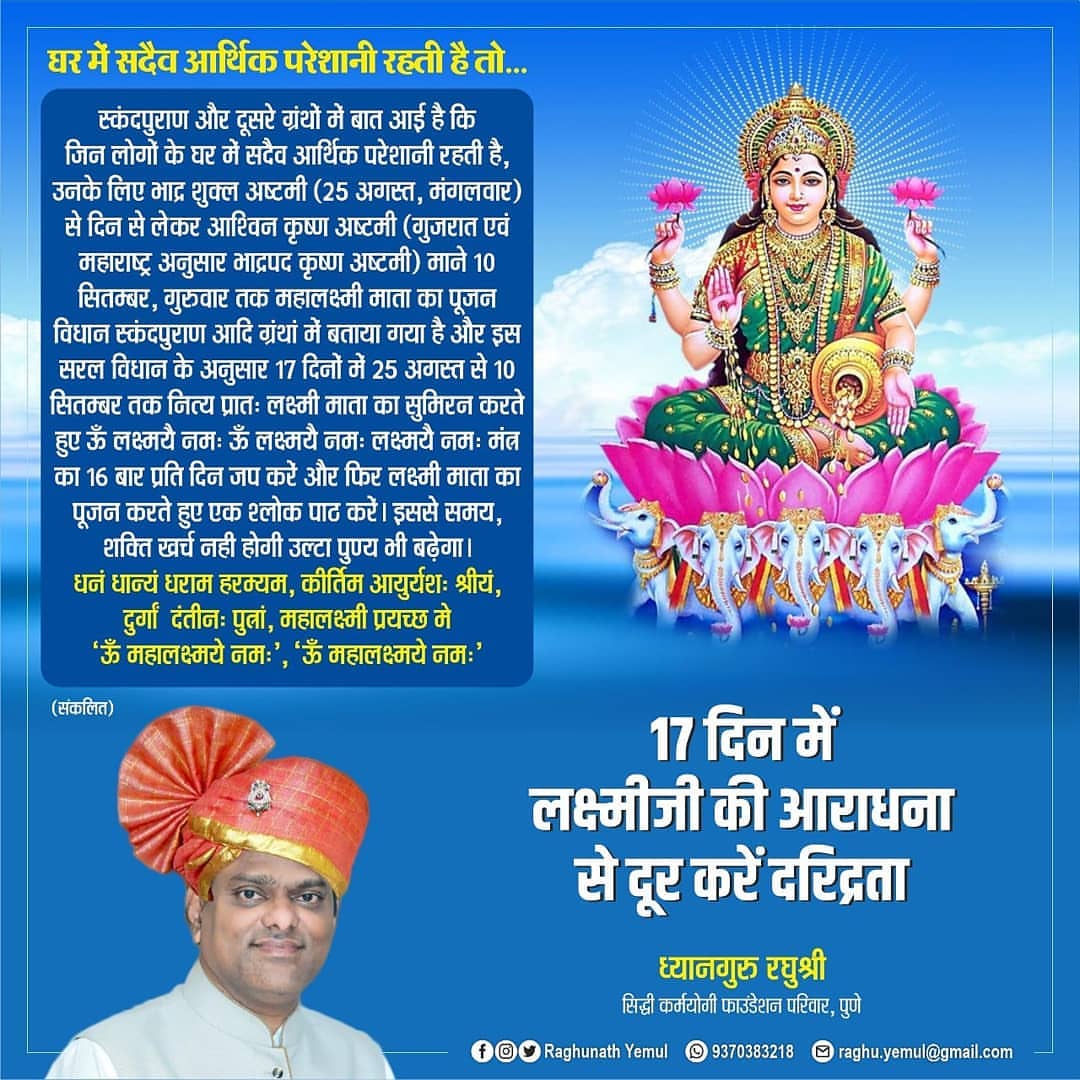 घर में सदैव आर्थिक परेशानी रहती है तो...
स्कंदपुराण और दूसरे ग्रंथों में बात आई है कि
जिन लोगों के घर में सदैव आर्थिक परेशानी रहती है,
उनके लिए भाद्र शुक्ल अष्टमी (25 अगस्त, मंगलवार)
से दिन से लेकर आश्विन कृष्ण अष्टमी (गुजरात एवं
महाराष्ट्र अनुसार भाद्रपद कृष्ण अष्टमी) माने 10
सितम्बर, गुरुवार तक महालक्ष्मी माता का पूजन
विधान स्कंदपुराण आदि ग्रंथां में बताया गया है और इस
सरल विधान के अनुसार 17 दिनों में 25 अगस्त से 10
सितम्बर तक नित्य प्रातः लक्ष्मी माता का सुमिरन करते
हुए ऊँ लक्ष्मयै नमः ऊँ लक्ष्मयै नमः लक्ष्मयै नमः मंत्र
का 16 बार प्रति दिन जप करें और फिर लक्ष्मी माता का
पूजन करते हुए एक श्लोक पाठ करें। इससे समय,
शक्ति खर्च नही होगी उल्टा पुण्य भी बढ़ेगा।
धनं धान्यं धराम हरम्यम, कीर्तिम आयुर्यशः श्रीयं,
दुर्गां दंतीनः पुत्रां, महालक्ष्मी प्रयच्छ मे
‘ऊँ महालक्ष्मये नमः’, ‘ऊँ महालक्ष्मये नमः’
(संकलित)
17 दिन में
लक्ष्मीजी की आराधना
से दूर करें दरिद्रता
ध्यानगुरु रघुश्री
सिद्धी कर्मयोगी फाउंडेशन परिवार, पुणे
Raghunath Yemul 9370383218 raghu.yemul@gmail.com